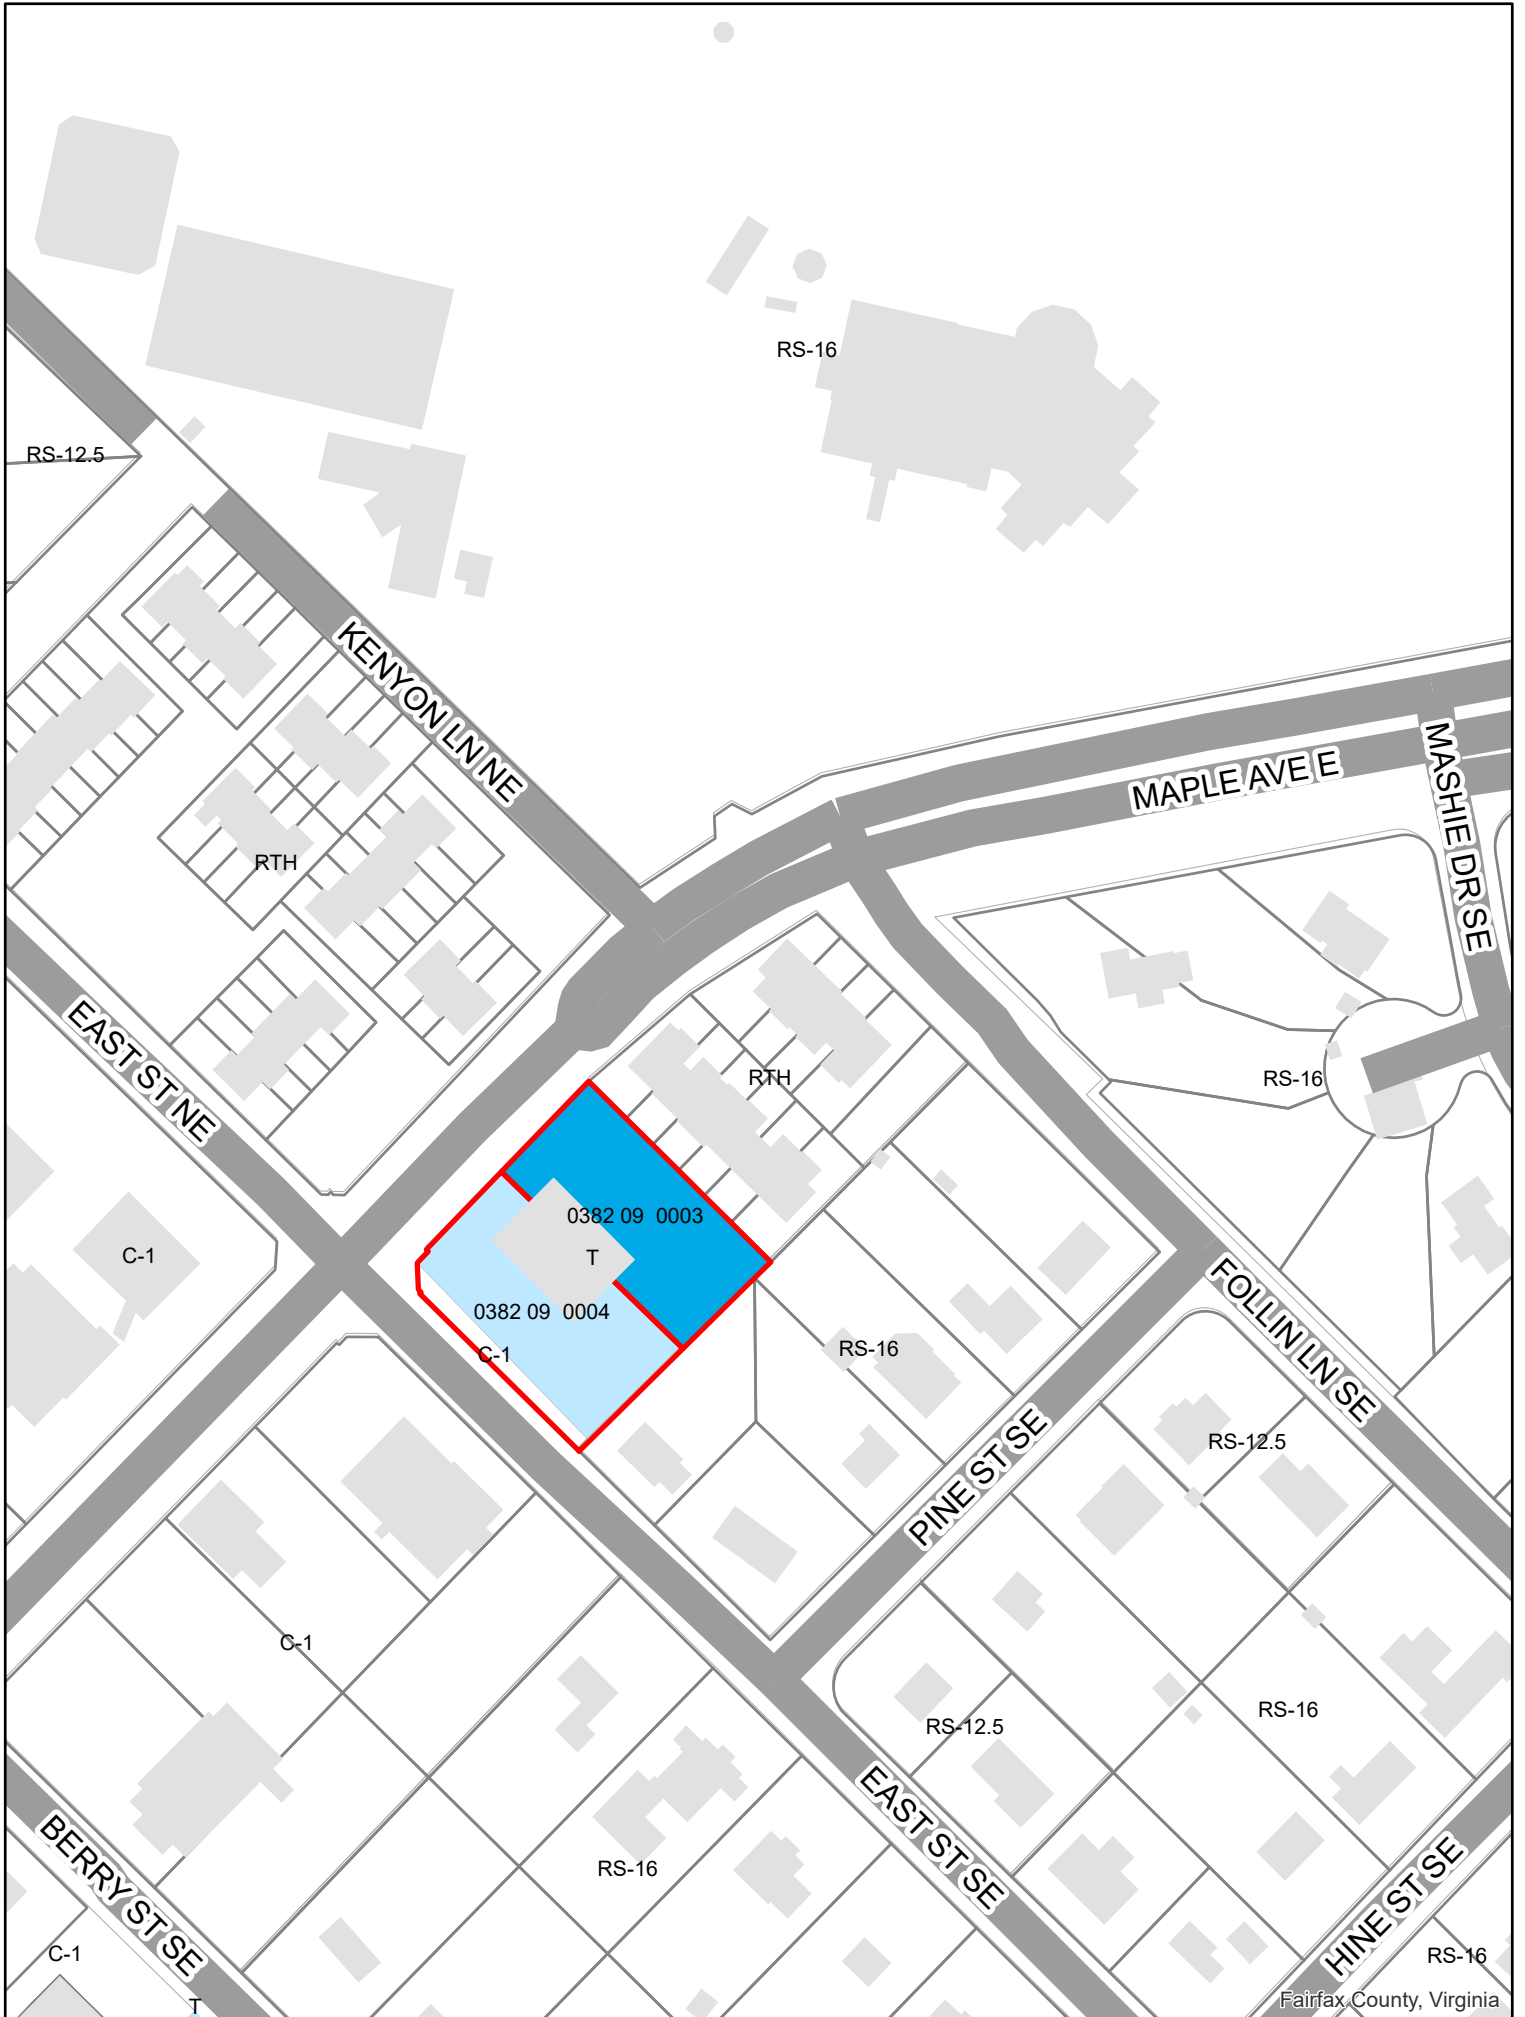 RS-16
RS-12.5
KENYON LN NE
MAPLE AVE E
MASHIE DR SE
RTH
EAST ST NE
RTH
RS-16
0382 09 0003
C-1
T
0382 09 0004
C-1
RS-16
FOLLIN LN SE
RS-12.5
PINE ST SE
C-1
RS-16
RS-12.5
EAST ST SE
BERRY ST SE
RS-16
HINE ST SE
C-1
RS-16
T
Fairfax County, Virginia